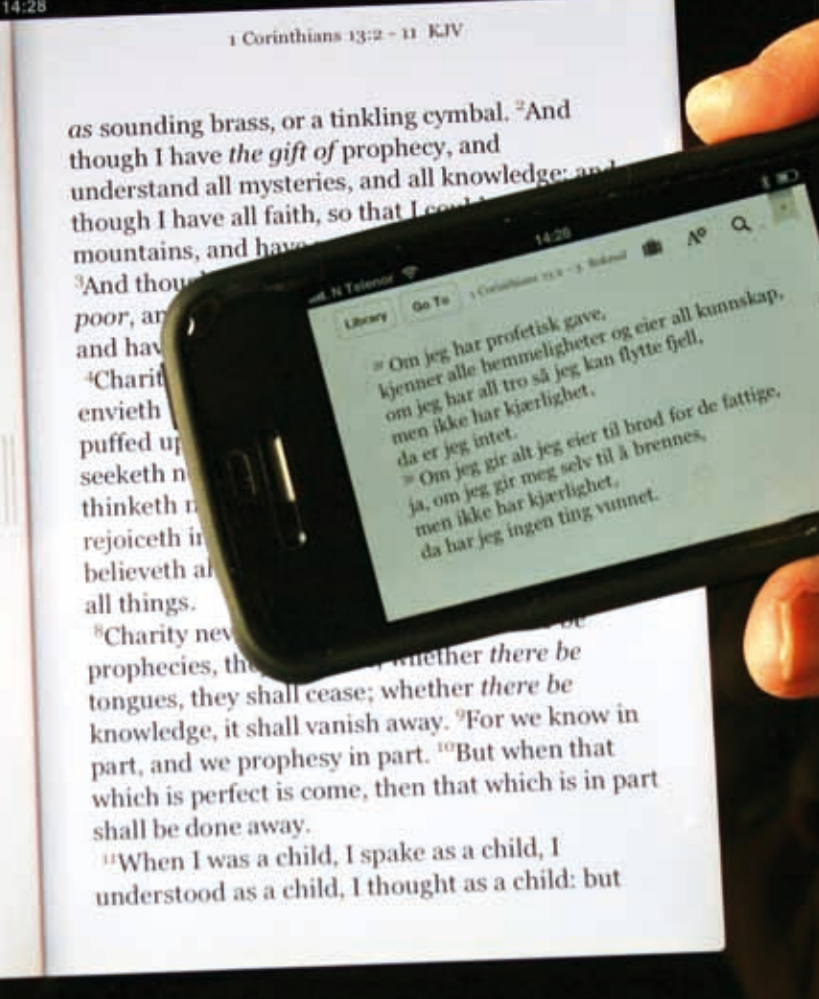 14:28
1 Corinthians 13:2 - 11 KJV
as sounding brass, or a tinkling cymbal. ²And
though I have the gift of prophecy, and
understand all mysteries, and all knowledge; and
though I have all faith, so that I
mountains, and have
³And thou
poor, an
and hav
⁴Charit
envieth
puffed up
seeketh n
thinketh
rejoiceth in
believeth al
all things.
⁸Charity nev
prophecies, whether there be
tongues, they shall cease; whether there be
knowledge, it shall vanish away. ⁹For we know in
part, and we prophesy in part. ¹⁰But when that
which is perfect is come, then that which is in part
shall be done away.
¹¹When I was a child, I spake as a child, I
understood as a child, I thought as a child: but
N Telenor
14:28
Library
Go To
1 Corinthians
Om jeg har profetisk gave,
kjenner alle hemmeligheter og eier all kunnskap,
om jeg har all tro så jeg kan flytte fjell,
men ikke har kjærlighet,
da er jeg intet.
Om jeg gir alt jeg eier til brød for de fattige,
ja, om jeg gir meg selv til å brennes,
men ikke har kjærlighet,
da har jeg ingen ting vunnet.